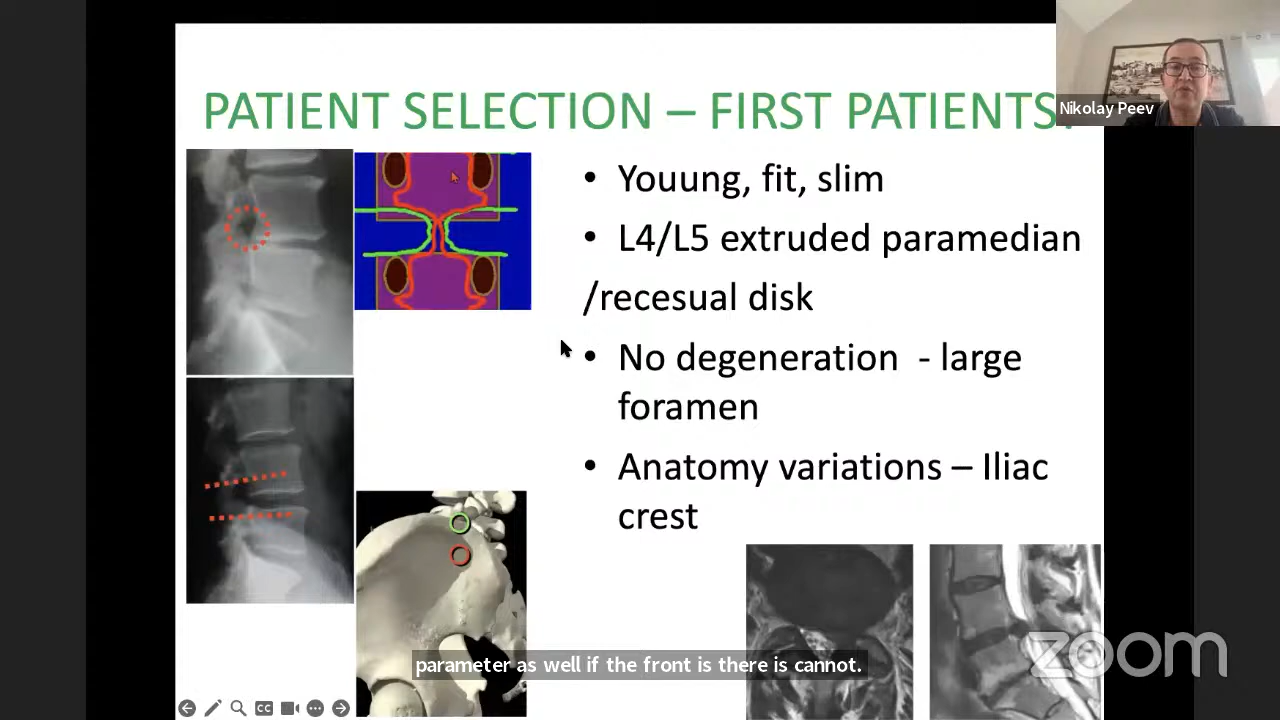 PATIENT SELECTION – FIRST PATIENTS
Nikolay Peev
• Youung, fit, slim
• L4/L5 extruded paramedian
/recesual disk
• No degeneration - large
foramen
• Anatomy variations – Iliac
crest
parameter as well if the front is there is cannot.
zoom
CC